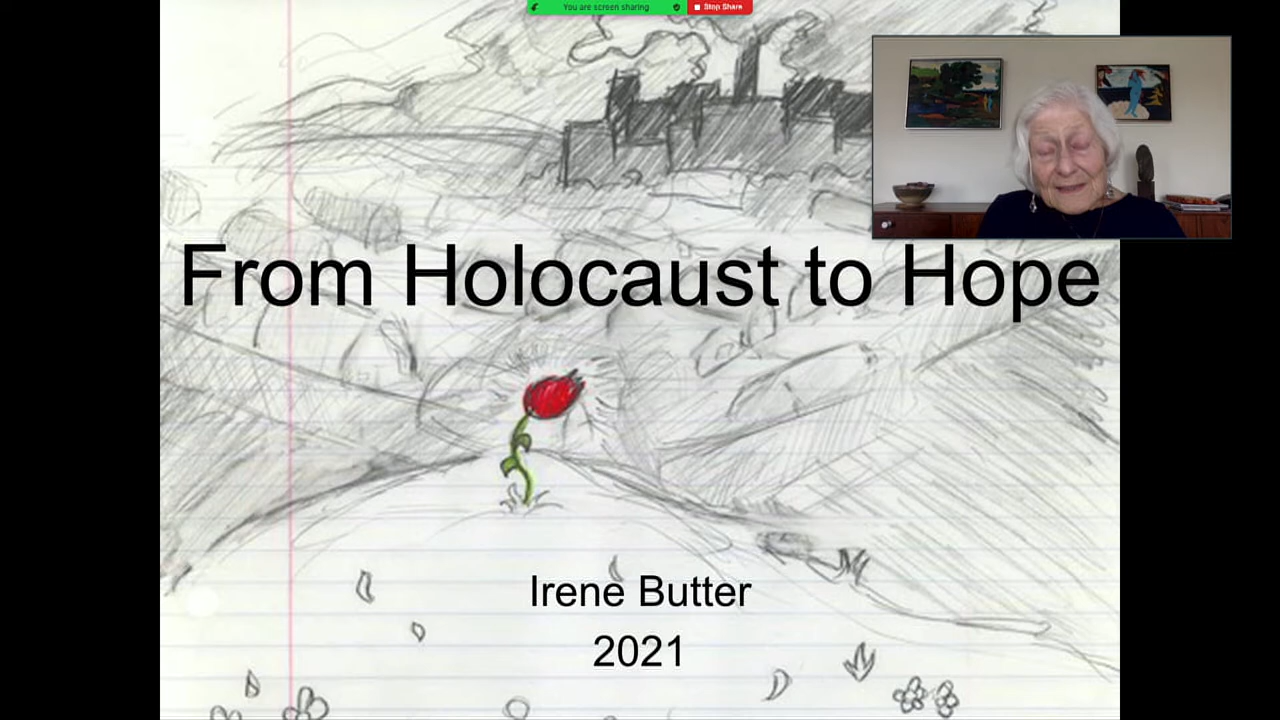 You are screen sharing
Stop Share
From Holocaust to Hope
Irene Butter
2021